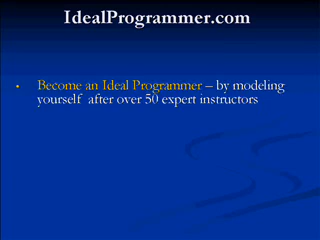 IdealProgrammer.com
• Become an Ideal Programmer – by modeling
yourself after over 50 expert instructors